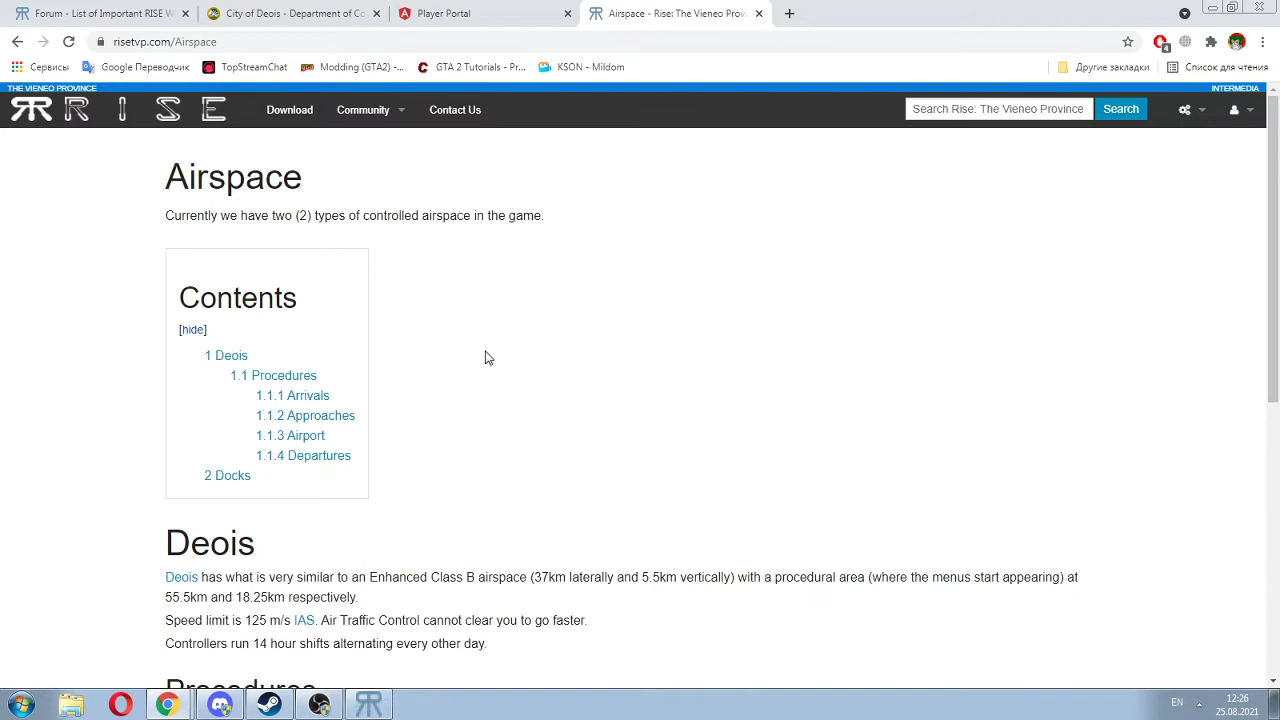 Forum - List of Important RISE W
City of Deois - Department of Co
Player Portal
Airspace - Rise: The Vieneo Prov
risetvp.com/Airspace
4
Сервисы
Google Переводчик
TopStreamChat
Modding (GTA2) -...
GTA 2 Tutorials - Pr...
KSON - Mildom
Другие закладки
Список для чтения
THE VIENEO PROVINCE
INTERMEDIA
RISE
Download
Community
Contact Us
Search Rise: The Vieneo Province
Search
Airspace
Currently we have two (2) types of controlled airspace in the game.
Contents
[hide]
1 Deois
1.1 Procedures
1.1.1 Arrivals
1.1.2 Approaches
1.1.3 Airport
1.1.4 Departures
2 Docks
Deois
Deois has what is very similar to an Enhanced Class B airspace (37km laterally and 5.5km vertically) with a procedural area (where the menus start appearing) at
55.5km and 18.25km respectively.
Speed limit is 125 m/s IAS. Air Traffic Control cannot clear you to go faster.
Controllers run 14 hour shifts alternating every other day.
Procedures
EN
12:26
25.08.2021